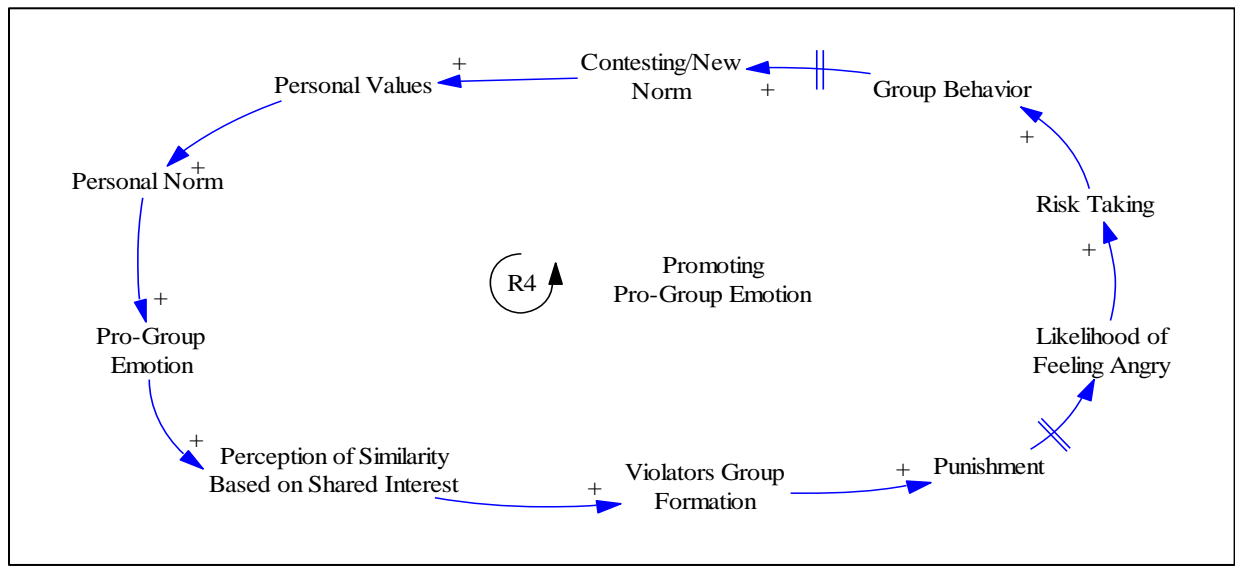 Contesting/New
Norm
+
+
Personal Values
Group Behavior
+
+
Personal Norm
Risk Taking
+
R4
Promoting
Pro-Group Emotion
+
Pro-Group
Emotion
Likelihood of
Feeling Angry
+
Perception of Similarity
Based on Shared Interest
+
Violators Group
Formation
+
Punishment